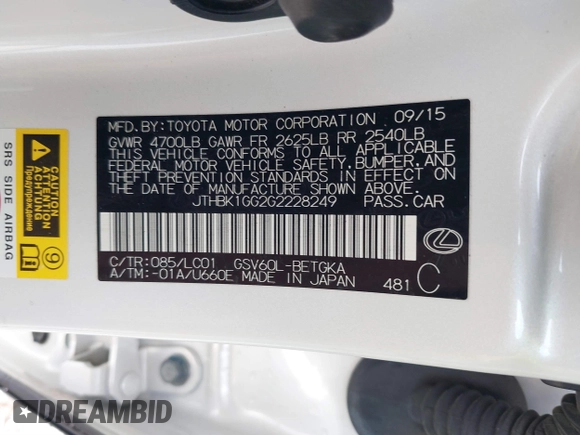 MFD.BY:TOYOTA MOTOR CORPORATION 09/15
GVWR 4700LB GAWR FR 2625LB RR 2540LB
THIS VEHICLE CONFORMS TO ALL APPLICABLE
FEDERAL MOTOR VEHICLE SAFETY, BUMPER, AND
THEFT PREVENTION STANDARDS IN EFFECT ON
THE DATE OF MANUFACTURE SHOWN ABOVE.
JTHBK1GG2G2228249 PASS.CAR
C/TR:085/LC01 GSV60L-BETGKA
A/TM:-01A/U660E MADE IN JAPAN
481 C
SRS SIDE AIRBAG
Предупреждение
ATTENTION
ACHTUNG
9
DREAMBID